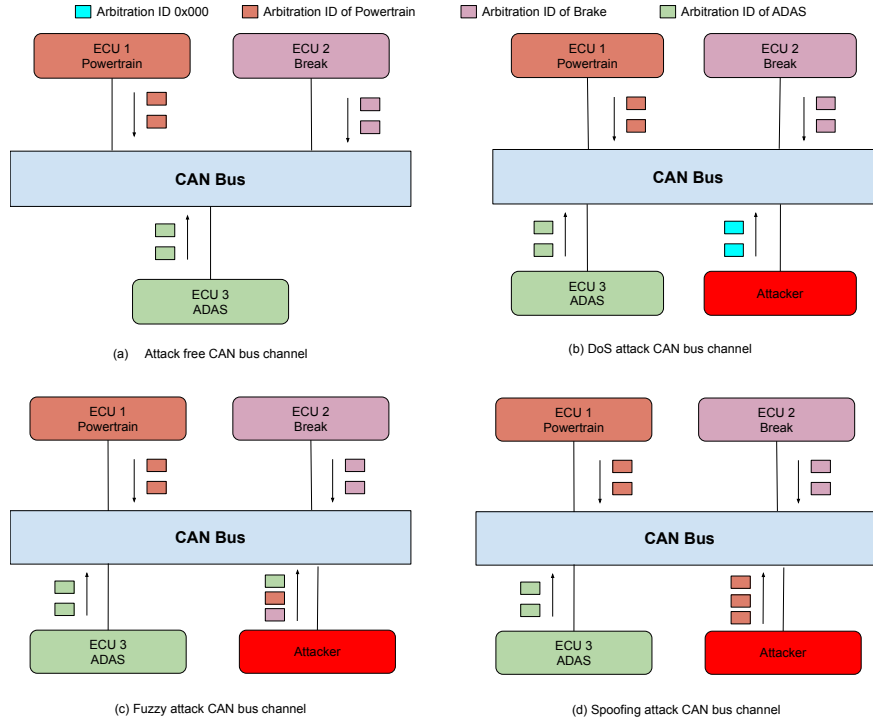 Arbitration ID 0x000
Arbitration ID of Powertrain
Arbitration ID of Brake
Arbitration ID of ADAS
ECU 1
Powertrain
ECU 2
Break
CAN Bus
ECU 3
ADAS
(a) Attack free CAN bus channel
ECU 1
Powertrain
ECU 2
Break
CAN Bus
ECU 3
ADAS
Attacker
(b) DoS attack CAN bus channel
ECU 1
Powertrain
ECU 2
Break
CAN Bus
ECU 3
ADAS
Attacker
(c) Fuzzy attack CAN bus channel
ECU 1
Powertrain
ECU 2
Break
CAN Bus
ECU 3
ADAS
Attacker
(d) Spoofing attack CAN bus channel